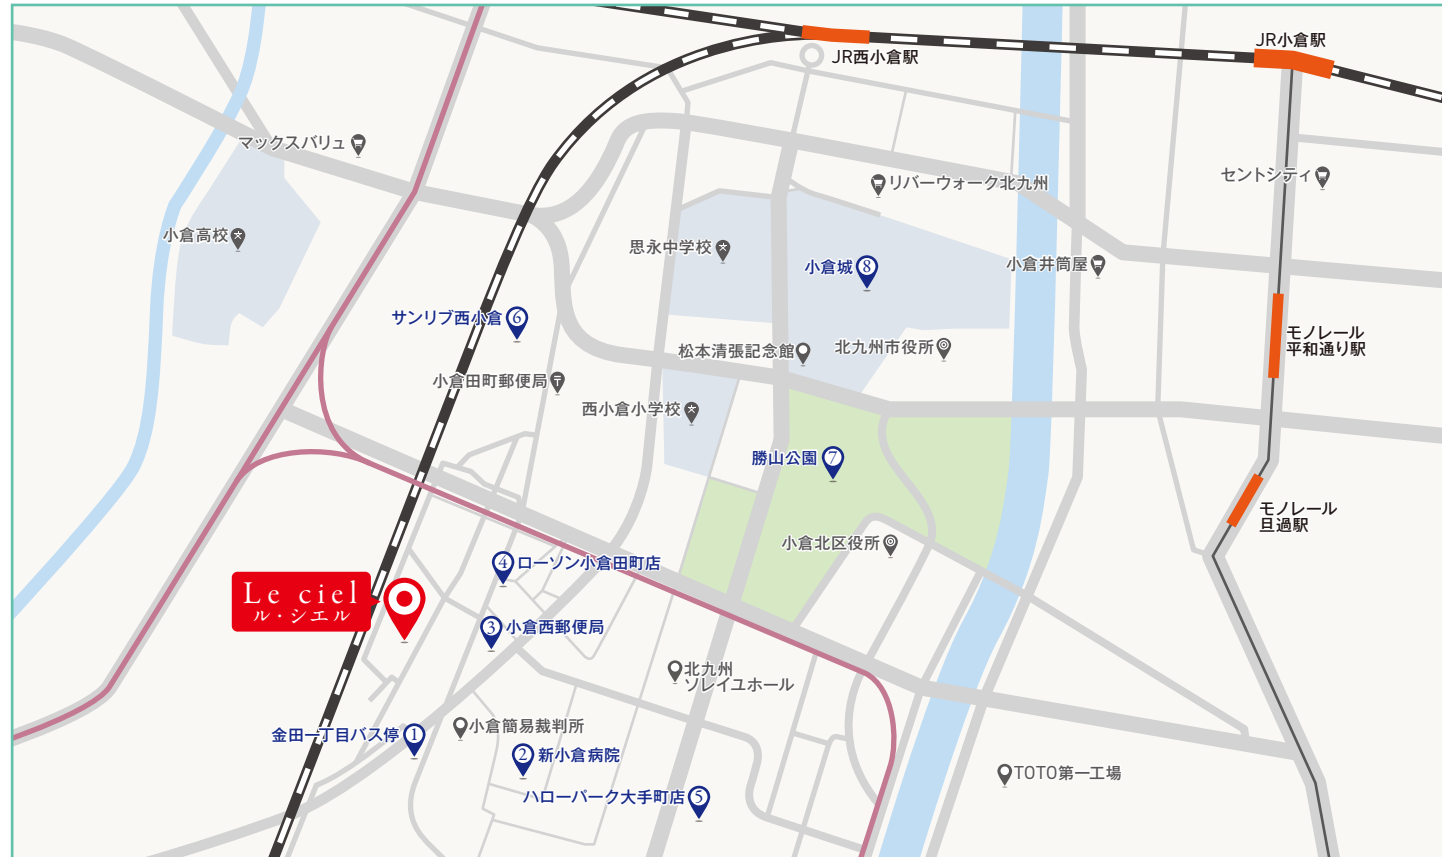 JR小倉駅
JR西小倉駅
マックスバリュ
セントシティ
リバーウォーク北九州
小倉高校
思永中学校
小倉城 8
小倉井筒屋
サンリブ西小倉 6
モノレール
平和通り駅
松本清張記念館
北九州市役所
小倉田町郵便局
西小倉小学校
勝山公園 7
モノレール
旦過駅
小倉北区役所
4 ローソン小倉田町店
Le ciel
ル・シエル
3 小倉西郵便局
北九州
ソレイユホール
小倉簡易裁判所
金田一丁目バス停 1
2 新小倉病院
TOTO第一工場
ハローパーク大手町店 5